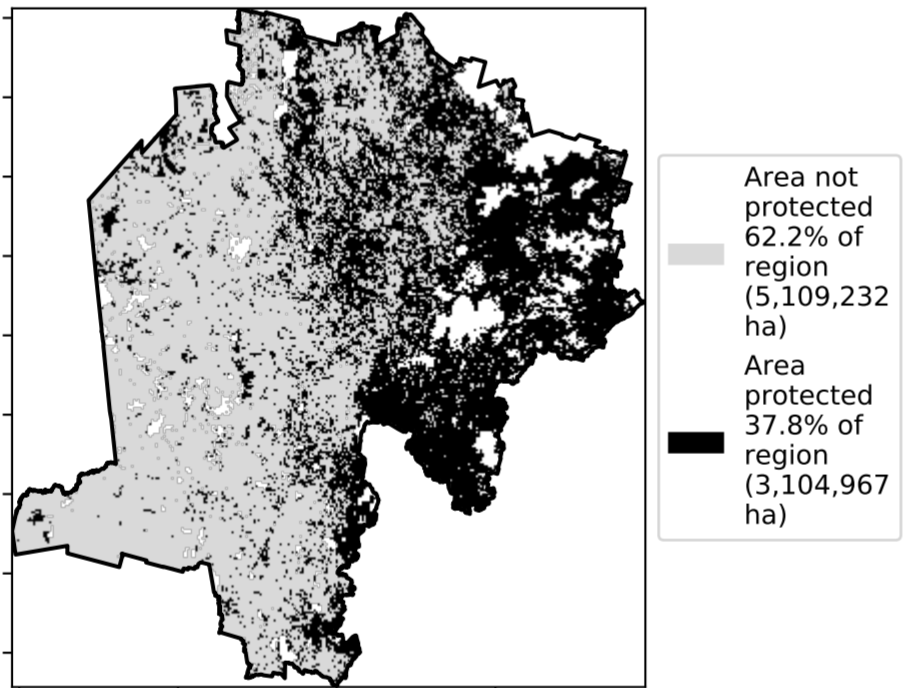 Area not
protected
62.2% of
region
(5,109,232
ha)
Area
protected
37.8% of
region
(3,104,967
ha)